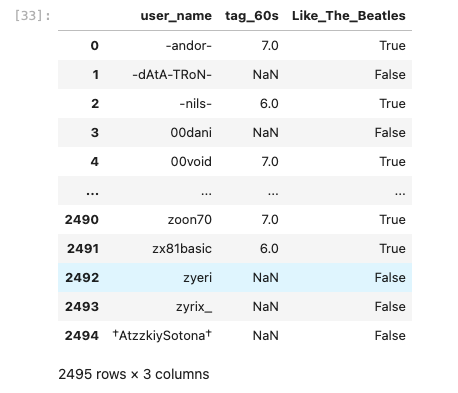 [33]:
user_name tag_60s Like_The_Beatles
0 -andor- 7.0 True
1 -dAtA-TRoN- NaN False
2 -nils- 6.0 True
3 00dani NaN False
4 00void 7.0 True
... ... ... ...
2490 zoon70 7.0 True
2491 zx81basic 6.0 True
2492 zyeri NaN False
2493 zyrix_ NaN False
2494 †AtzzkiySotona† NaN False
2495 rows × 3 columns